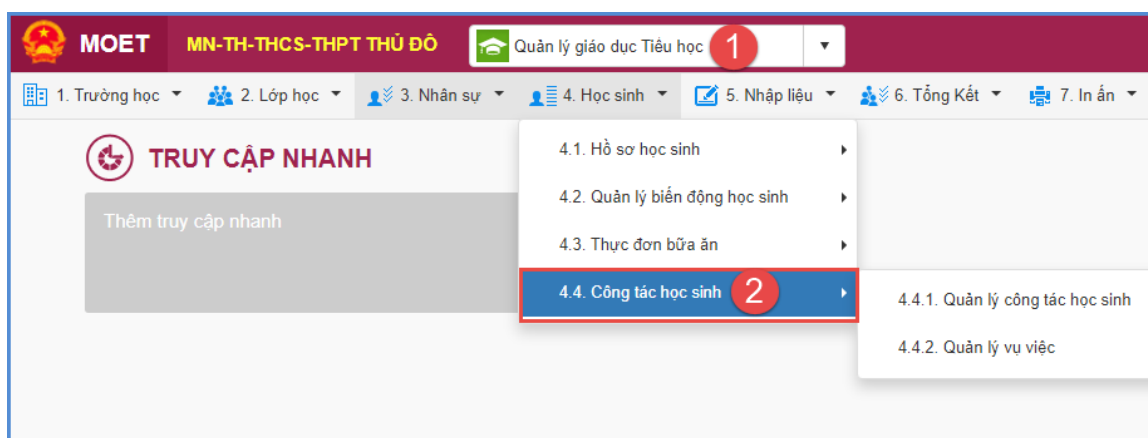 MOET MN-TH-THCS-THPT THỦ ĐÔ Quản lý giáo dục Tiểu học 1
1. Trường học 2. Lớp học 3. Nhân sự 4. Học sinh 5. Nhập liệu 6. Tổng Kết 7. In ấn
TRUY CẬP NHANH
Thêm truy cập nhanh
4.1. Hồ sơ học sinh
4.2. Quản lý biến động học sinh
4.3. Thực đơn bữa ăn
4.4. Công tác học sinh 2
4.4.1. Quản lý công tác học sinh
4.4.2. Quản lý vụ việc